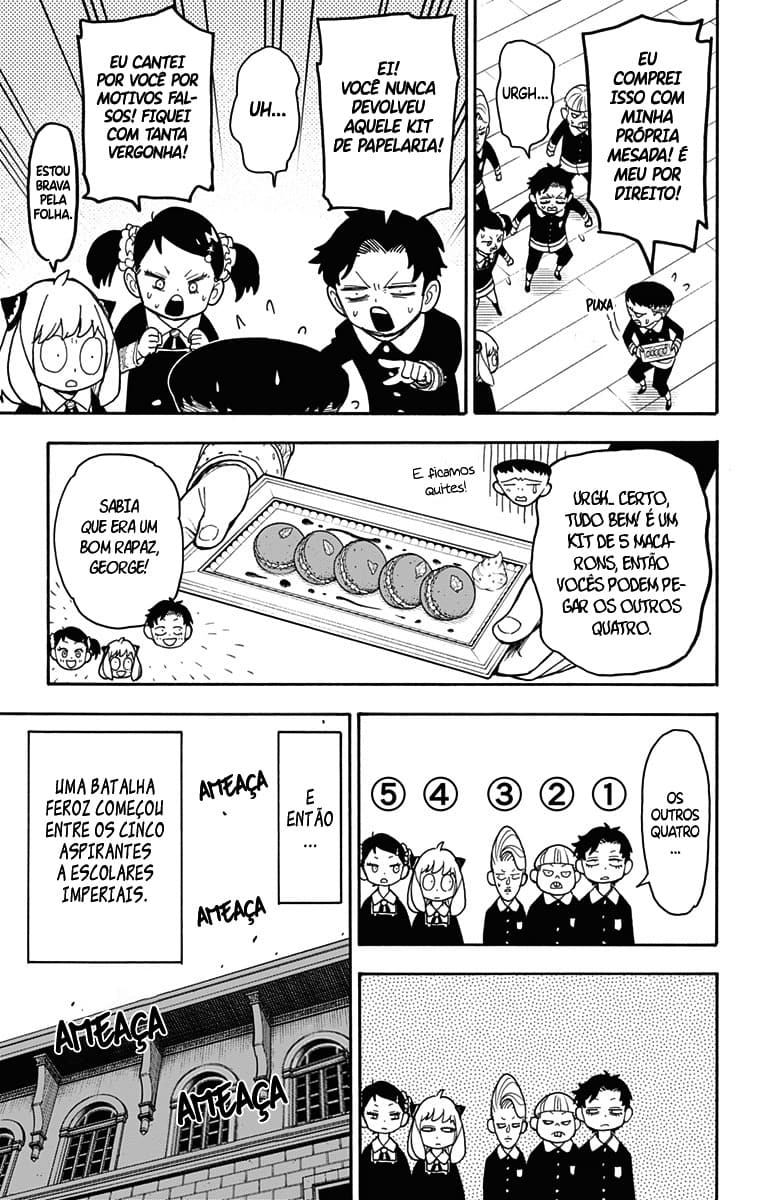 EU
COMPREI
ISSO COM
MINHA
PRÓPRIA
MESADA! É
MEU POR
DIREITO!
URGH...
PUXA
EI!
VOCÊ NUNCA
DEVOLVEU
AQUELE KIT
DE PAPELARIA!
UH...
EU CANTEI
POR VOCÊ POR
MOTIVOS FAL-
SOS! FIQUEI
COM TANTA
VERGONHA!
ESTOU
BRAVA
PELA
FOLHA.
URGH... CERTO,
TUDO BEM! É UM
KIT DE 5 MACA-
RONS, ENTÃO
VOCÊS PODEM PE-
GAR OS OUTROS
QUATRO.
E ficamos
quites!
SABIA
QUE ERA UM
BOM RAPAZ,
GEORGE!
OS
OUTROS
QUATRO
...
⑤ ④ ③ ② ①
E
ENTÃO
...
UMA BATALHA
FEROZ COMEÇOU
ENTRE OS CINCO
ASPIRANTES
A ESCOLARES
IMPERIAIS.
AMEAÇA
AMEAÇA
AMEAÇA
AMEAÇA